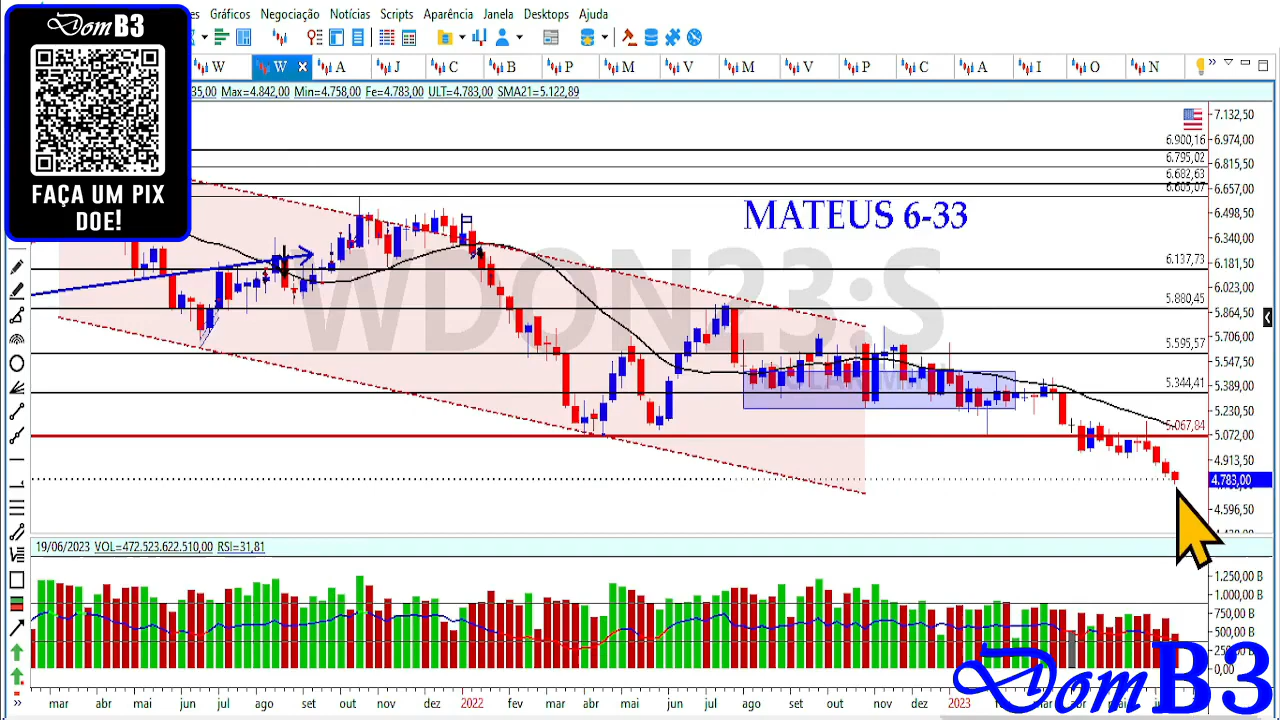 DomB3
Gráficos Negociação Notícias Scripts Aparência Janela Desktops Ajuda
W W A J C B P M V M V P C A I O N
35,00 Max=4.842,00 Min=4.758,00 Fe=4.783,00 ULT=4.783,00 SMA21=5.122,89
FAÇA UM PIX
DOE!
MATEUS 6-33
WDON23:S
7.132,50
6.974,00
6.815,50
6.657,00
6.498,50
6.340,00
6.181,50
6.023,00
5.864,50
5.706,00
5.547,50
5.389,00
5.230,50
5.072,00
4.913,50
4.783,00
4.596,50
6.900,16
6.795,02
6.682,63
6.605,07
6.117,73
5.880,45
5.595,57
5.344,41
5.067,84
19/06/2023 VOL=472.523.622.510,00 RSI=31,81
1.250,00 B
1.000,00 B
750,00 B
500,00 B
0,00
mar abr jun jul ago set out nov dez 2022 fev mar abr mai jun jul ago set out nov dez 2023 mar abr mai
DomB3